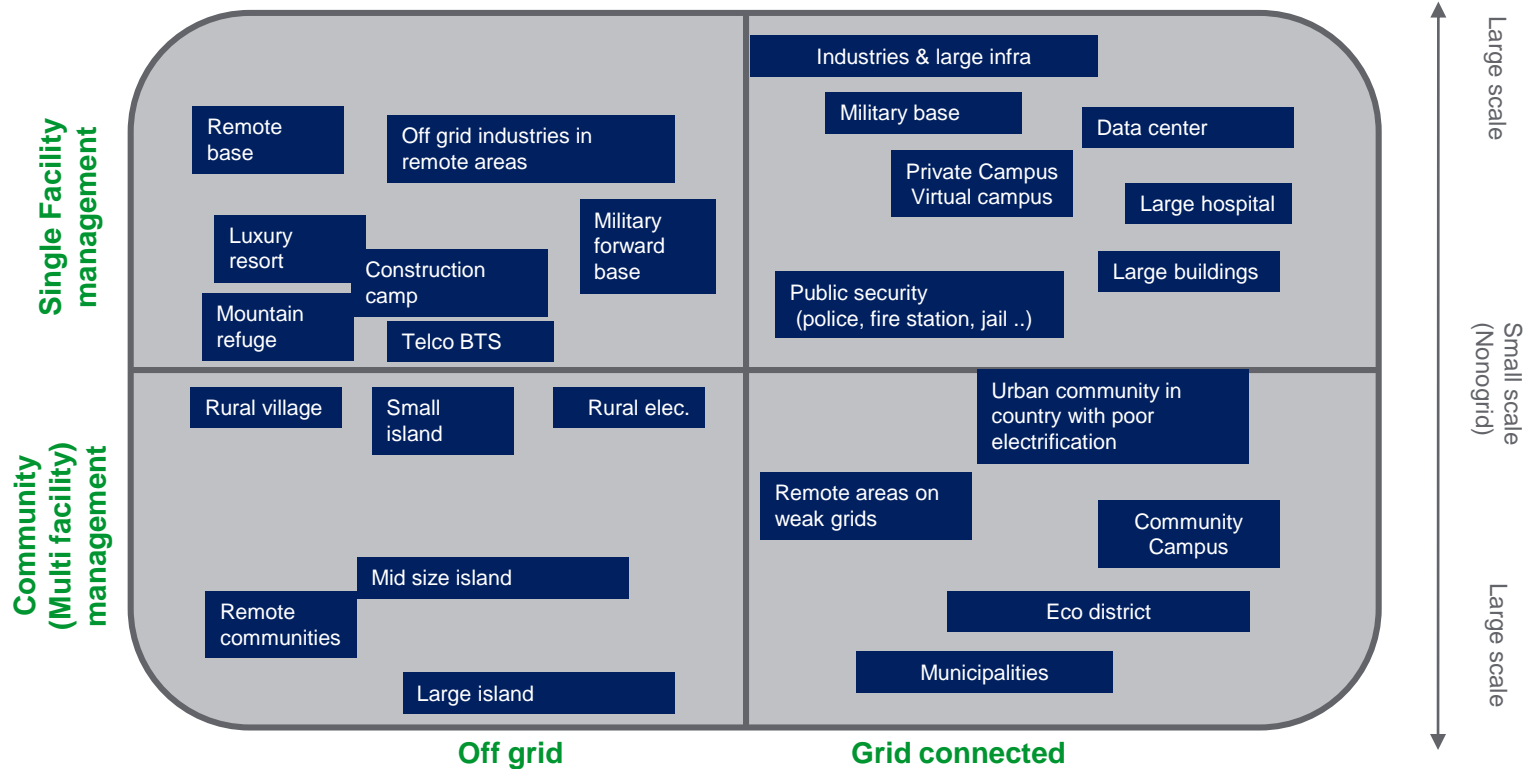 Industries & large infra
Large scale
Remote
base
Off grid industries in
remote areas
Military base
Data center
Private Campus
Virtual campus
Single Facility
management
Luxury
resort
Military
forward
base
Large hospital
Construction
camp
Large buildings
Mountain
refuge
Telco BTS
Public security
(police, fire station, jail ..)
Small scale
(Nonogrid)
Rural village
Small
island
Rural elec.
Urban community in
country with poor
electrification
Community
(Multi facility)
management
Remote areas on
weak grids
Community
Campus
Mid size island
Remote
communities
Eco district
Large scale
Large island
Municipalities
Off grid
Grid connected